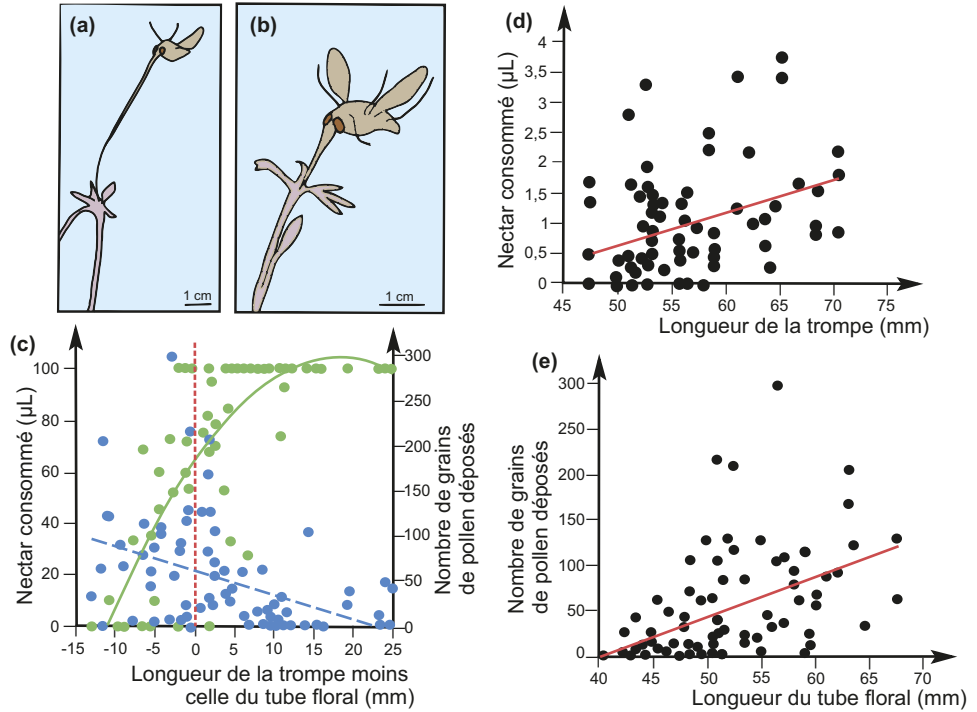 (a)
1 cm
(b)
1 cm
(c)
Nectar consommé (µL)
100
80
60
40
20
0
300
250
200
150
100
50
0
Nombre de grains
de pollen déposés
-15 -10 -5 0 5 10 15 20 25
Longueur de la trompe moins
celle du tube floral (mm)
(d)
Nectar consommé (µL)
4
3,5
3
2,5
2
1,5
1
0,5
0
45 50 55 60 65 70 75
Longueur de la trompe (mm)
(e)
Nombre de grains
de pollen déposés
300
250
200
150
100
50
0
40 45 50 55 60 65 70
Longueur du tube floral (mm)